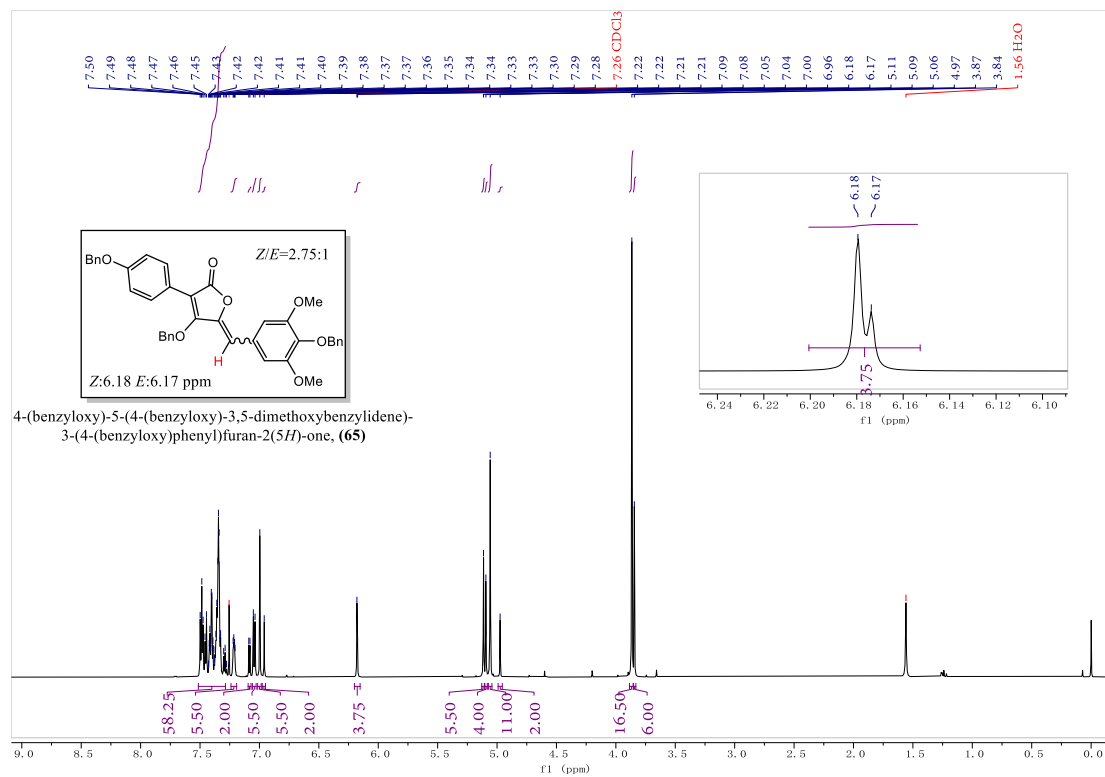 7.50 7.49 7.48 7.47 7.46 7.45 7.43 7.42 7.42 7.41 7.41 7.40 7.39 7.38 7.37 7.37 7.36 7.35 7.34 7.34 7.33 7.33 7.30 7.29 7.28 7.26 CDCl3 7.22 7.22 7.21 7.21 7.09 7.08 7.05 7.04 7.00 6.96 6.18 6.17 5.11 5.09 5.06 4.97 3.87 3.84 1.56 H2O
6.18 6.17
3.75
6.24 6.22 6.20 6.18 6.16 6.14 6.12 6.10
f1 (ppm)
Z/E=2.75:1
BnO
O
O
OMe
BnO
OBn
H
OMe
Z:6.18 E:6.17 ppm
4-(benzyloxy)-5-(4-(benzyloxy)-3,5-dimethoxybenzylidene)-
3-(4-(benzyloxy)phenyl)furan-2(5H)-one, (65)
58.25 5.50 2.00 5.50 5.50 2.00 3.75 5.50 4.00 11.00 2.00 16.50 6.00
9.0 8.5 8.0 7.5 7.0 6.5 6.0 5.5 5.0 4.5 4.0 3.5 3.0 2.5 2.0 1.5 1.0 0.5 0.0
f1 (ppm)